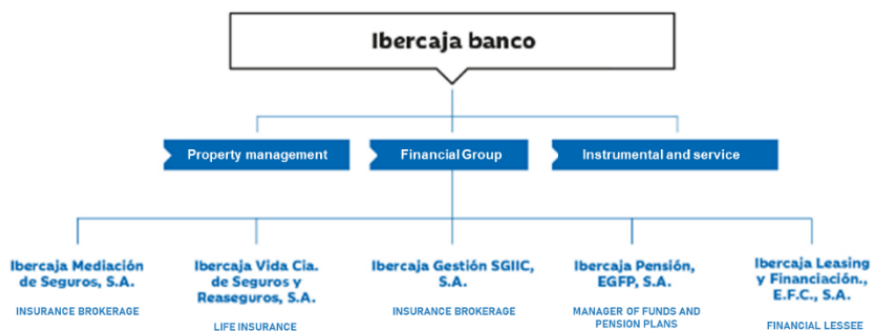 Ibercaja banco
Property management
Financial Group
Instrumental and service
Ibercaja Mediación
de Seguros, S.A.
INSURANCE BROKERAGE
Ibercaja Vida Cia.
de Seguros y
Reaseguros, S.A.
LIFE INSURANCE
Ibercaja Gestión SGIIC,
S.A.
INSURANCE BROKERAGE
Ibercaja Pensión,
EGFP, S.A.
MANAGER OF FUNDS AND
PENSION PLANS
Ibercaja Leasing
y Financiación.,
E.F.C., S.A.
FINANCIAL LESSEE